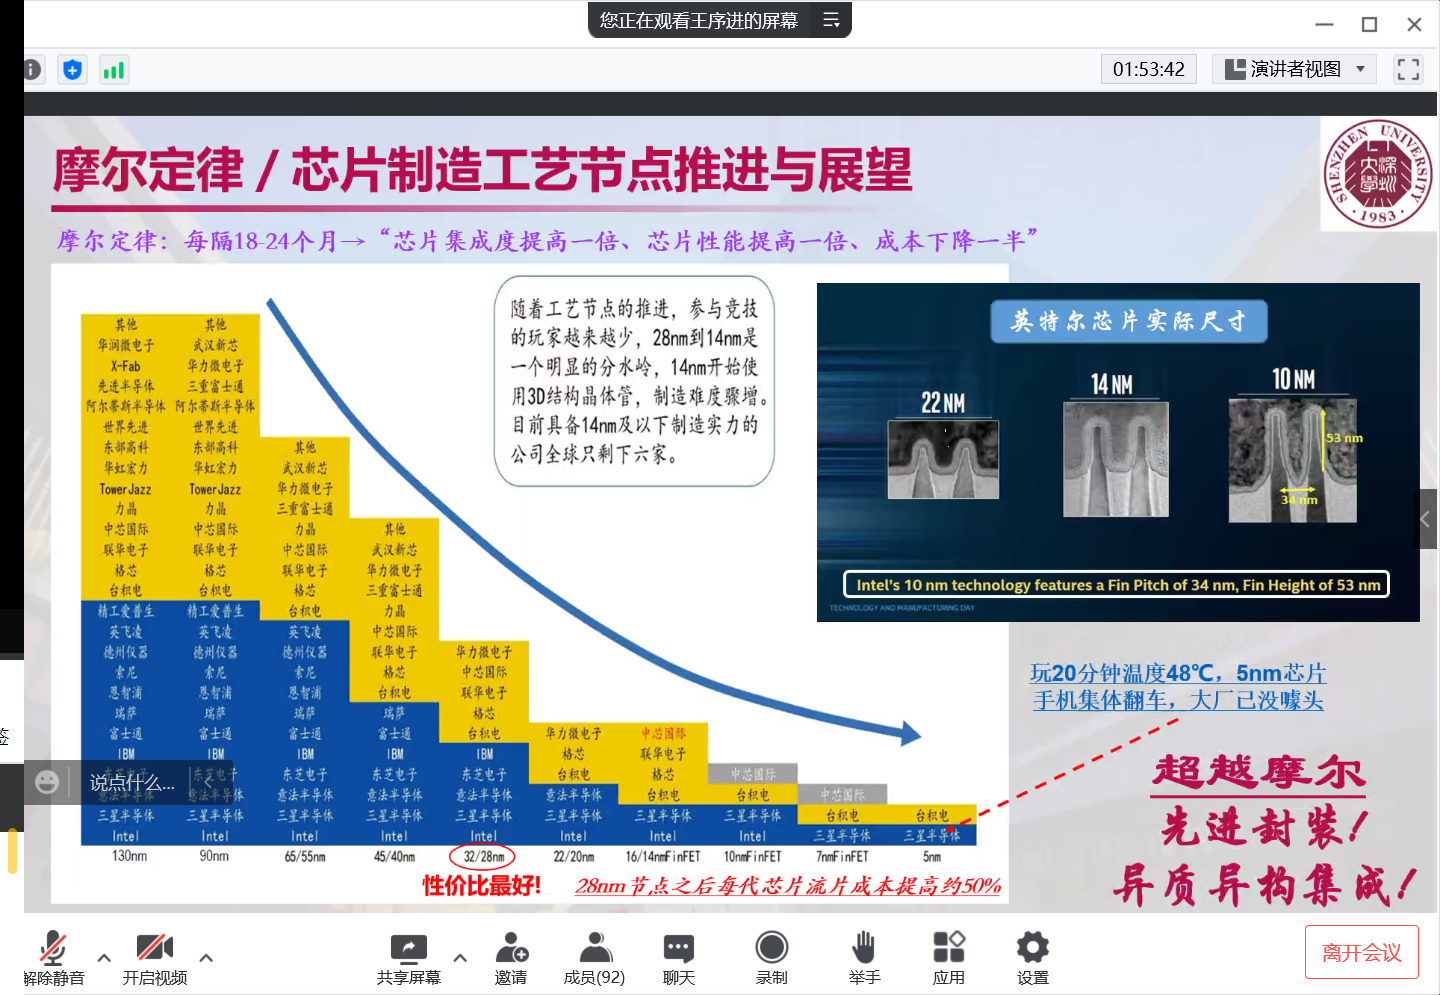 您正在观看王序进的屏幕
01:53:42
演讲者视图
摩尔定律 / 芯片制造工艺节点推进与展望
SHENZHEN UNIVERSITY
深圳大學
·1983·
摩尔定律：每隔18-24个月→“芯片集成度提高一倍、芯片性能提高一倍、成本下降一半”
随着工艺节点的推进，参与竞技
的玩家越来越少，28nm到14nm是
一个明显的分水岭，14nm开始使
用3D结构晶体管，制造难度骤增。
目前具备14nm及以下制造实力的
公司全球只剩下六家。
英特尔芯片实际尺寸
22 NM
14 NM
10 NM
53 nm
34 nm
Intel's 10 nm technology features a Fin Pitch of 34 nm, Fin Height of 53 nm
TECHNOLOGY AND MANUFACTURING DAY
其他 其他
华润微电子 武汉新芯
X-Fab 华力微电子
先进半导体 三重富士通
阿尔蒂斯半导体 阿尔蒂斯半导体
世界先进 世界先进
东部高科 东部高科 其他
华虹宏力 华虹宏力 武汉新芯
TowerJazz TowerJazz 华力微电子
力晶 力晶 三重富士通
中芯国际 中芯国际 力晶 其他
联华电子 联华电子 中芯国际 武汉新芯
格芯 格芯 联华电子 华力微电子
台积电 台积电 格芯 三重富士通
精工爱普生 精工爱普生 台积电 力晶
英飞凌 英飞凌 英飞凌 中芯国际
德州仪器 德州仪器 德州仪器 联华电子 华力微电子
索尼 索尼 索尼 格芯 中芯国际
恩智浦 恩智浦 恩智浦 台积电 联华电子
瑞萨 瑞萨 瑞萨 瑞萨 格芯
富士通 富士通 富士通 富士通 台积电 华力微电子 中芯国际
IBM IBM IBM IBM IBM 格芯 联华电子
东芝电子 东芝电子 东芝电子 东芝电子 东芝电子 台积电 格芯 中芯国际
意法半导体 意法半导体 意法半导体 意法半导体 意法半导体 意法半导体 台积电 台积电 中芯国际
三星半导体 三星半导体 三星半导体 三星半导体 三星半导体 三星半导体 三星半导体 三星半导体 台积电 台积电
Intel Intel Intel Intel Intel Intel Intel Intel 三星半导体 三星半导体
130nm 90nm 65/55nm 45/40nm 32/28nm 22/20nm 16/14nmFinFET 10nmFinFET 7nmFinFET 5nm
性价比最好!
28nm节点之后每代芯片流片成本提高约50%
玩20分钟温度48℃，5nm芯片
手机集体翻车，大厂已没噱头
超越摩尔
先进封装!
异质异构集成!
签
说点什么...
解除静音
开启视频
共享屏幕
邀请
成员(92)
聊天
录制
举手
应用
设置
离开会议